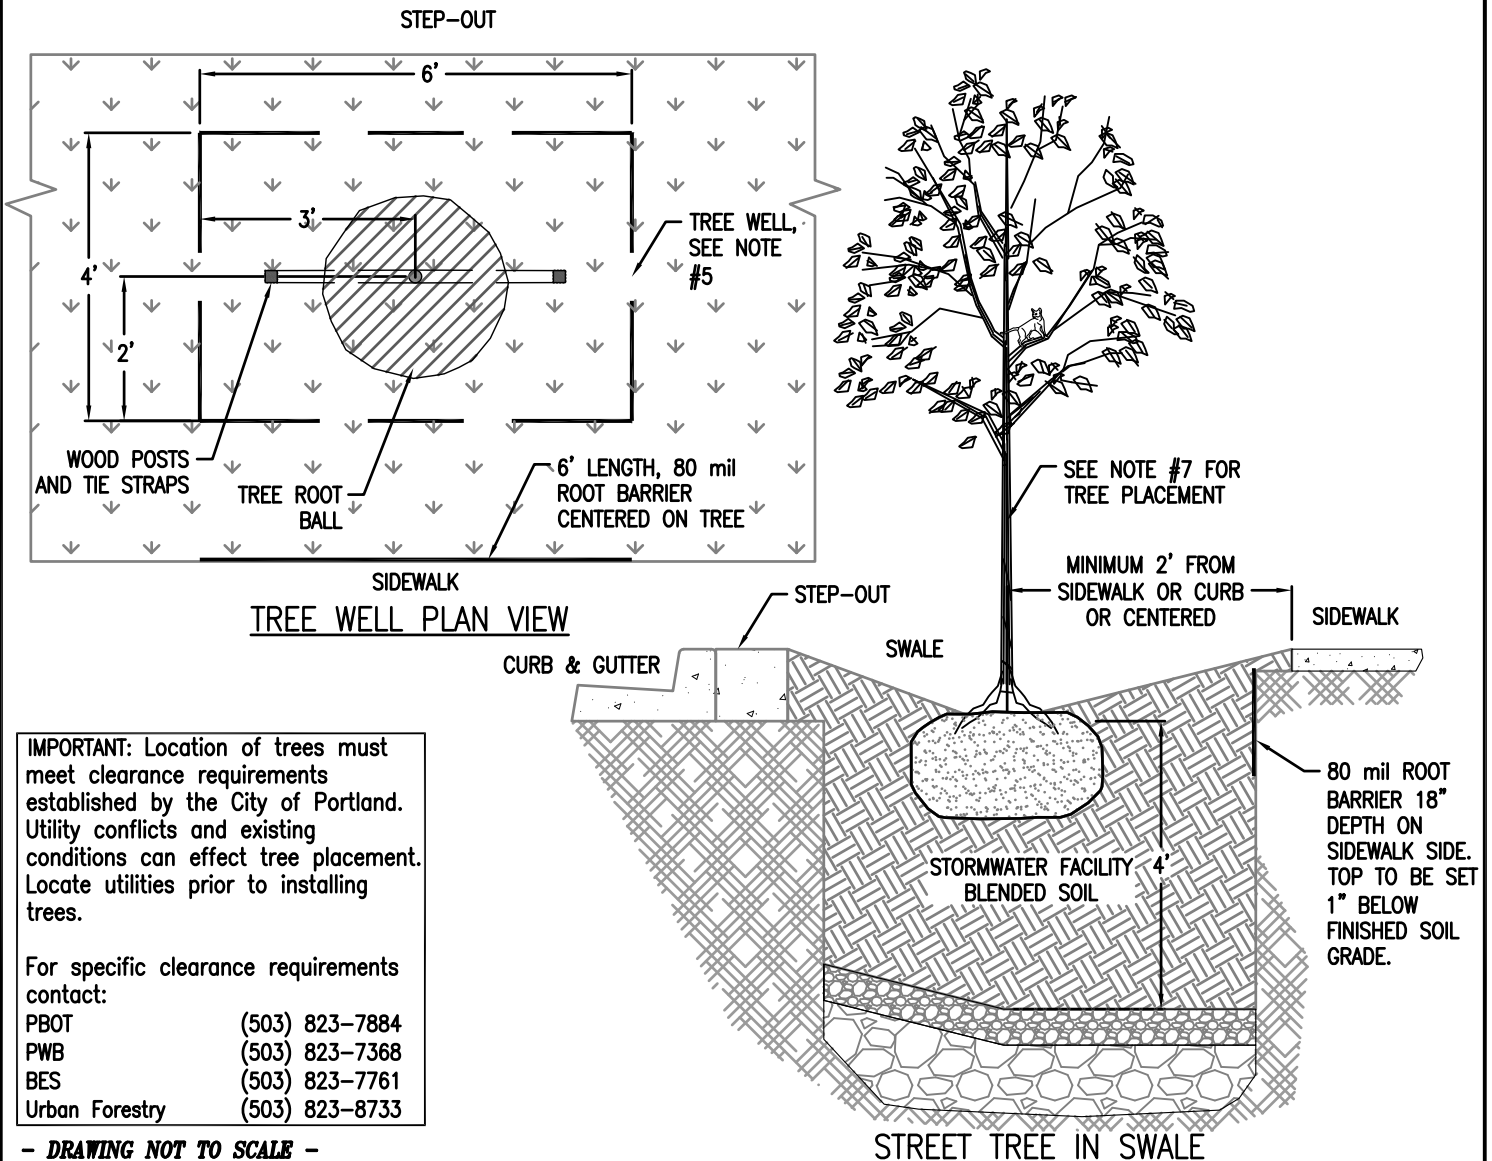 STEP-OUT
6'
3'
4'
2'
TREE WELL,
SEE NOTE
#5
WOOD POSTS
AND TIE STRAPS
TREE ROOT
BALL
6' LENGTH, 80 mil
ROOT BARRIER
CENTERED ON TREE
SIDEWALK
TREE WELL PLAN VIEW
SEE NOTE #7 FOR
TREE PLACEMENT
MINIMUM 2' FROM
SIDEWALK OR CURB
OR CENTERED
SIDEWALK
STEP-OUT
SWALE
CURB & GUTTER
STORMWATER FACILITY
BLENDED SOIL
4'
80 mil ROOT
BARRIER 18"
DEPTH ON
SIDEWALK SIDE.
TOP TO BE SET
1" BELOW
FINISHED SOIL
GRADE.
STREET TREE IN SWALE
IMPORTANT: Location of trees must
meet clearance requirements
established by the City of Portland.
Utility conflicts and existing
conditions can effect tree placement.
Locate utilities prior to installing
trees.
For specific clearance requirements
contact:
PBOT (503) 823-7884
PWB (503) 823-7368
BES (503) 823-7761
Urban Forestry (503) 823-8733
- DRAWING NOT TO SCALE -